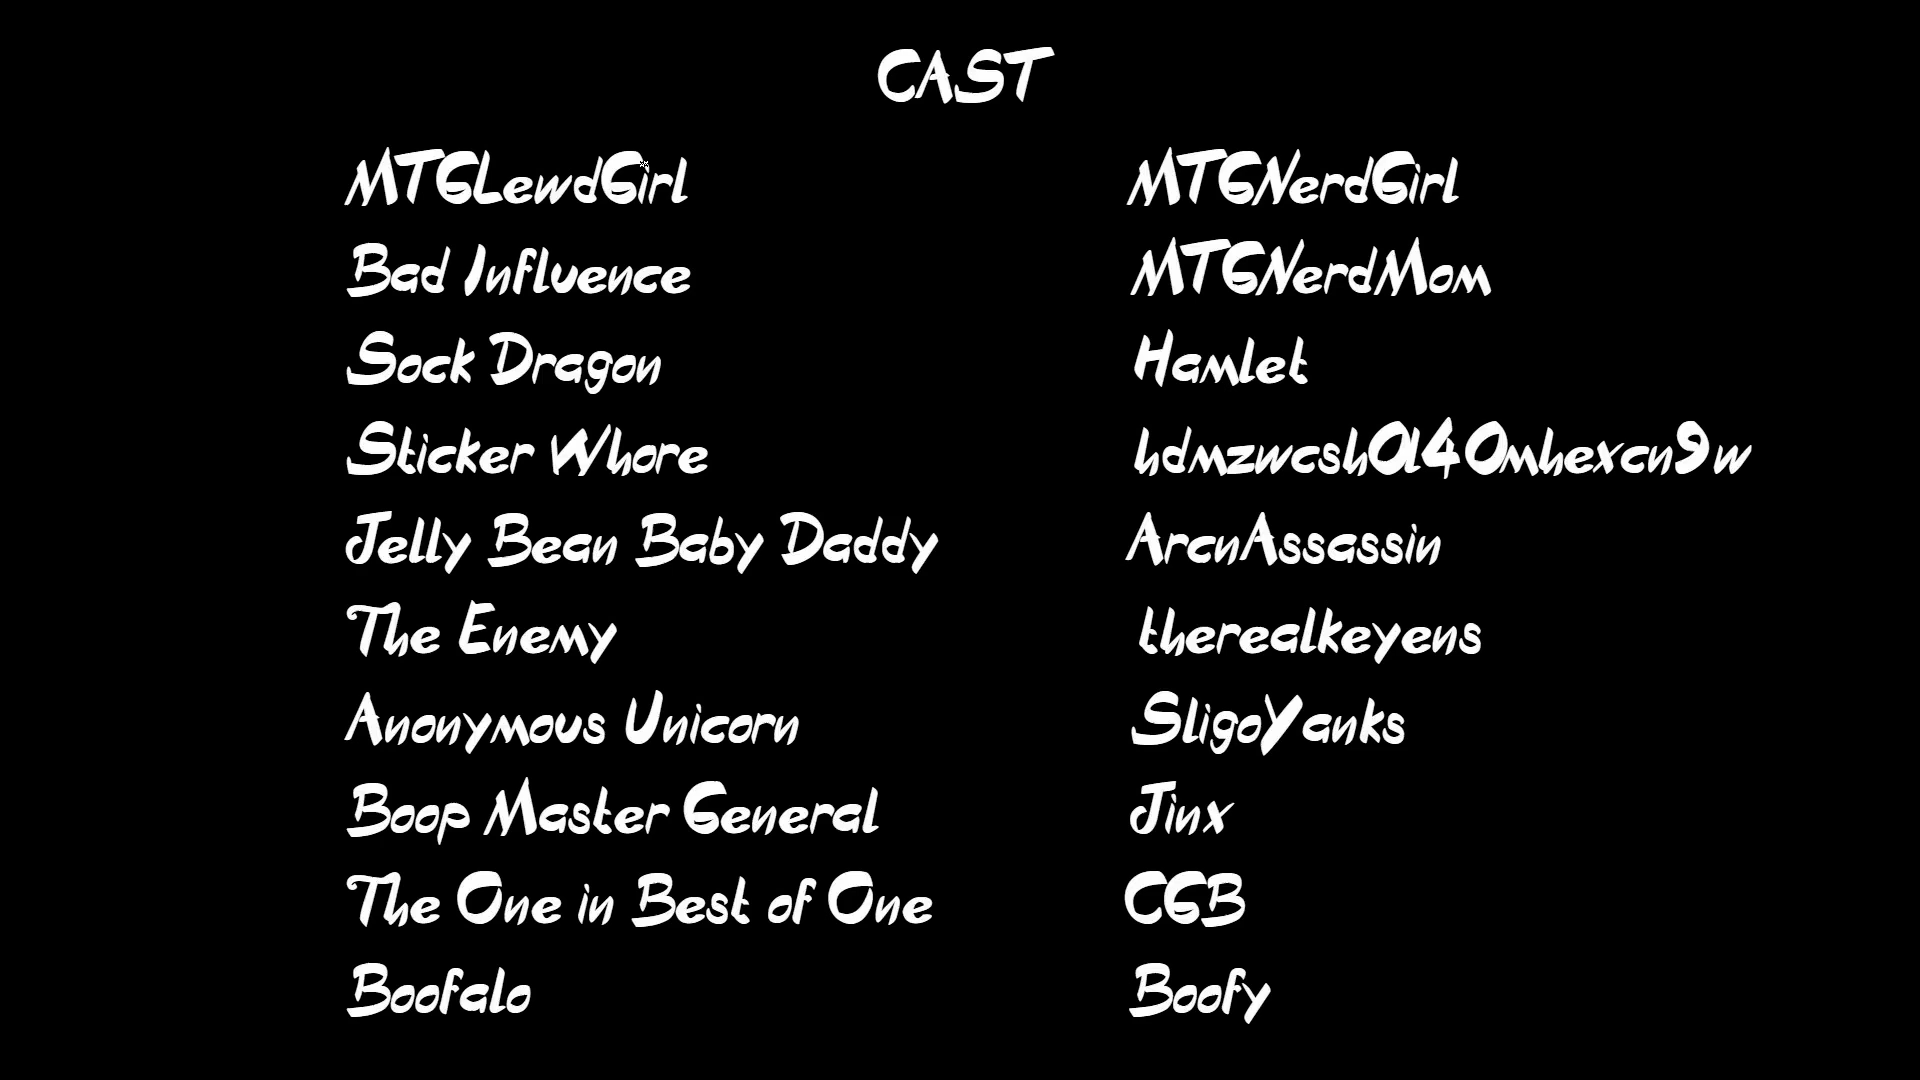 CAST
MTGLewdGirl MTGNerdGirl
Bad Influence MTGNerdMom
Sock Dragon Hamlet
Sticker Whore hdmzwcsh0l40mhexcn9w
Jelly Bean Baby Daddy ArcnAssassin
The Enemy therealkeyens
Anonymous Unicorn SligoYanks
Boop Master General Jinx
The One in Best of One CGB
Boofalo Boofy